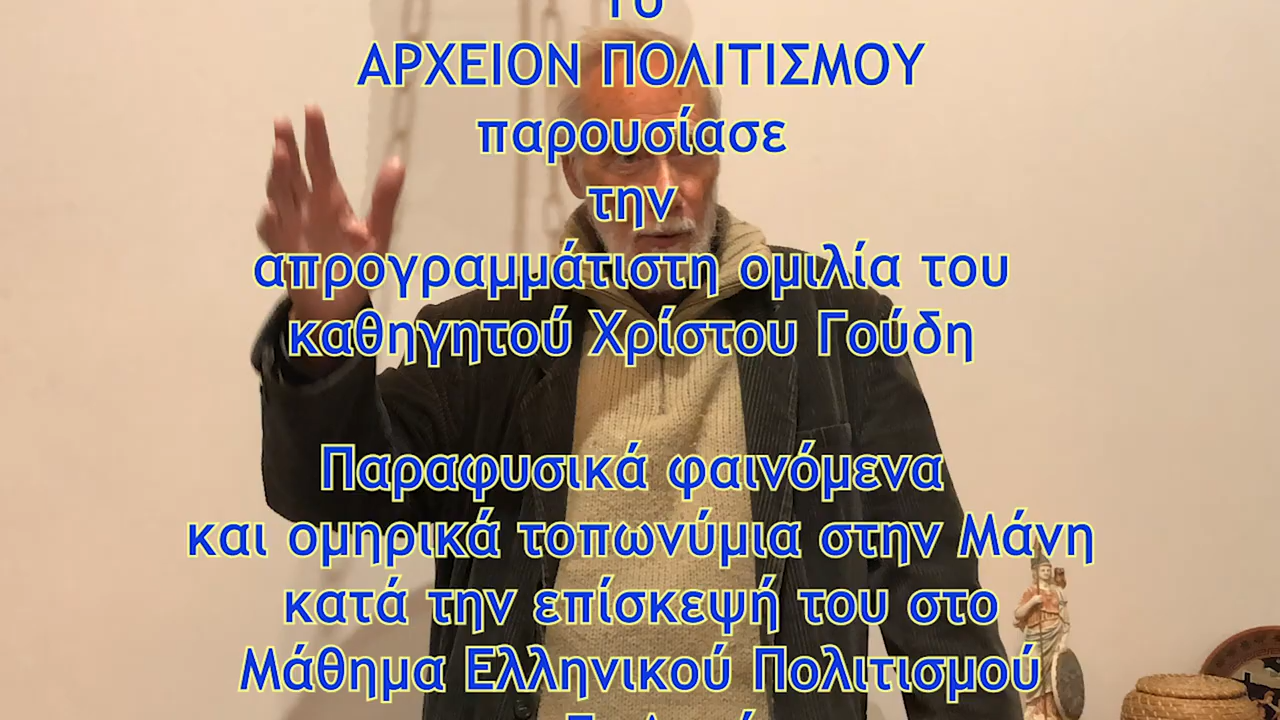 ΤΟ
ΑΡΧΕΙΟΝ ΠΟΛΙΤΙΣΜΟΥ
παρουσίασε
την
απρογραμμάτιστη ομιλία του
καθηγητού Χρίστου Γούδη
Παραφυσικά φαινόμενα
και ομηρικά τοπωνύμια στην Μάνη
κατά την επίσκεψή του στο
Μάθημα Ελληνικού Πολιτισμού